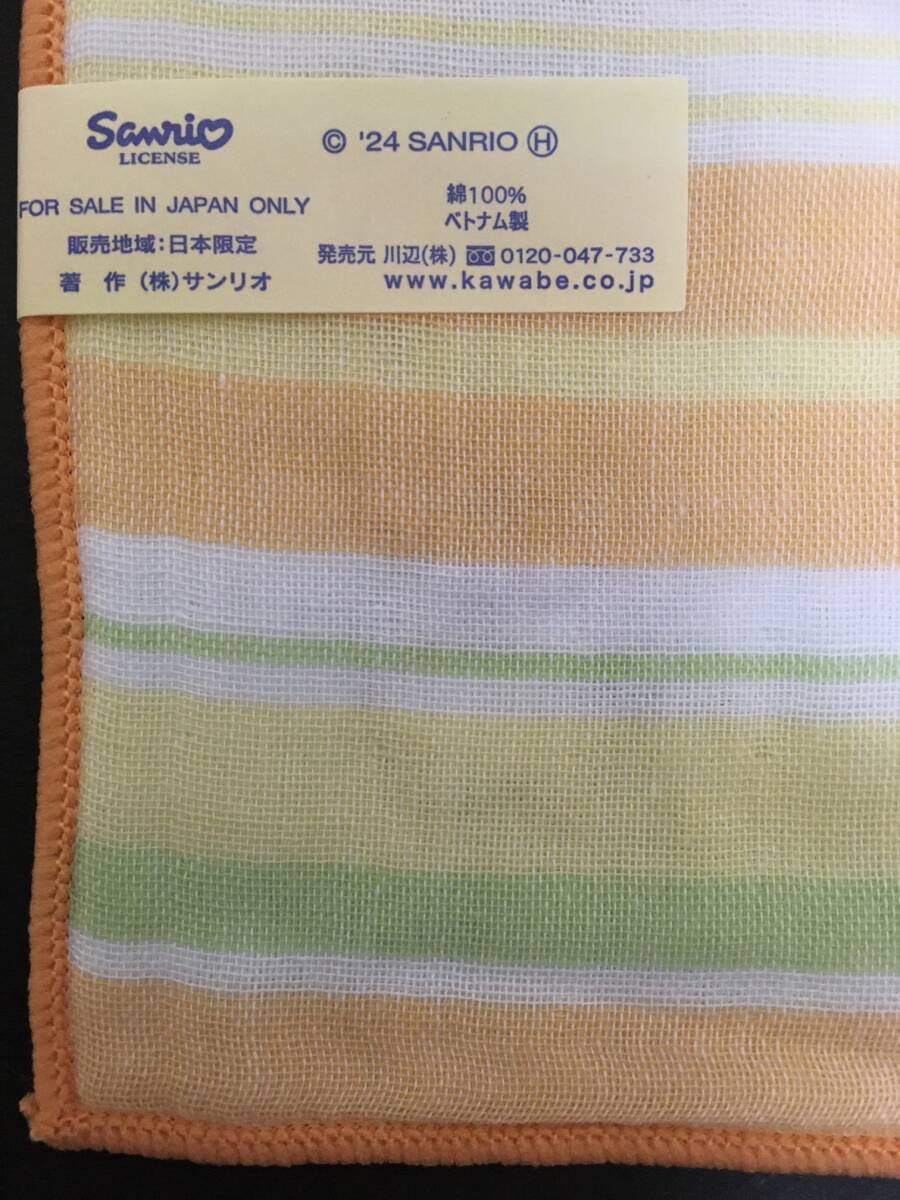 Sanrio
LICENSE
FOR SALE IN JAPAN ONLY
販売地域:日本限定
著 作 (株)サンリオ
© '24 SANRIO Ⓗ
綿100%
ベトナム製
発売元 川辺(株) 0120-047-733
www.kawabe.co.jp